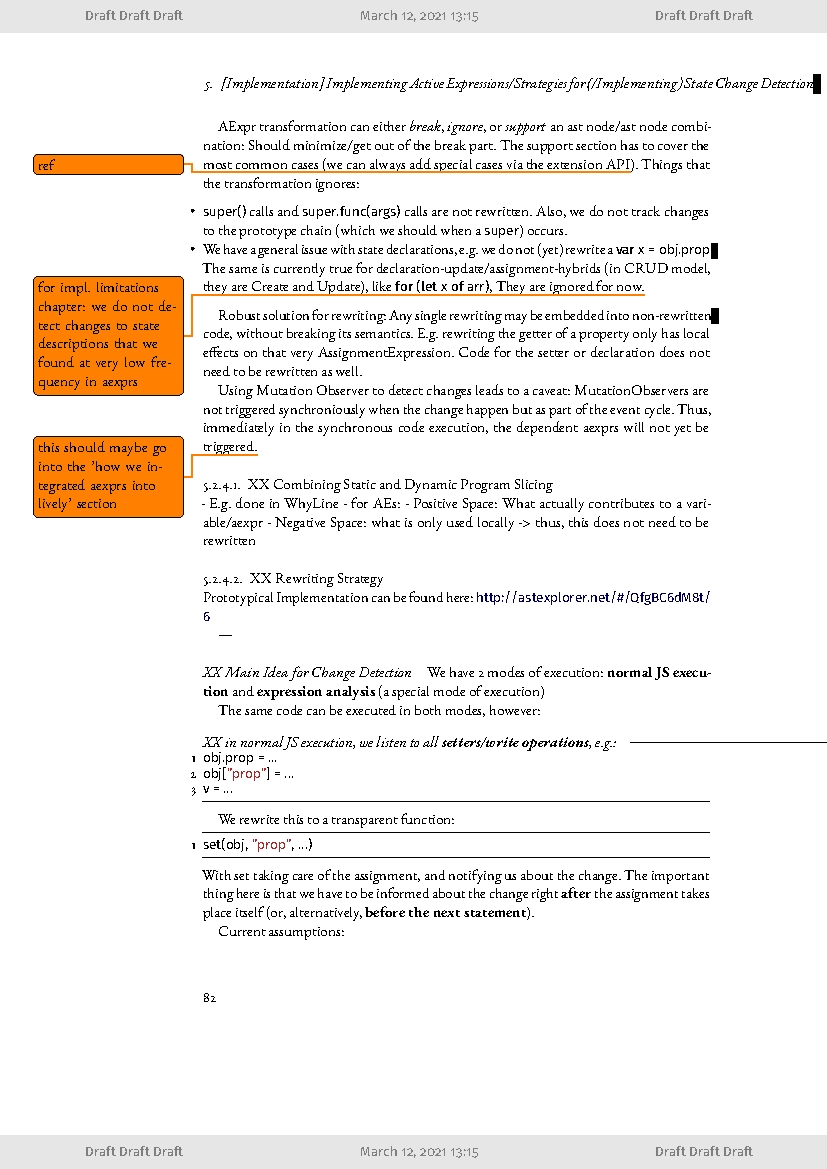 Draft Draft Draft March 12, 2021 13:15 Draft Draft Draft
5. [Implementation] Implementing Active Expressions/Strategies for (/Implementing) State Change Detection
AExpr transformation can either break, ignore, or support an ast node/ast node combi-
nation: Should minimize/get out of the break part. The support section has to cover the
most common cases (we can always add special cases via the extension API). Things that
the transformation ignores:
ref
• super() calls and super.func(args) calls are not rewritten. Also, we do not track changes
to the prototype chain (which we should when a super) occurs.
• We have a general issue with state declarations, e.g. we do not (yet) rewrite a var x = obj.prop
The same is currently true for declaration-update/assignment-hybrids (in CRUD model,
they are Create and Update), like for (let x of arr), They are ignored for now.
for impl. limitations
chapter: we do not de-
tect changes to state
descriptions that we
found at very low fre-
quency in aexprs
Robust solution for rewriting: Any single rewriting may be embedded into non-rewritten
code, without breaking its semantics. E.g. rewriting the getter of a property only has local
effects on that very AssignmentExpression. Code for the setter or declaration does not
need to be rewritten as well.
Using Mutation Observer to detect changes leads to a caveat: MutationObservers are
not triggered synchroniously when the change happen but as part of the event cycle. Thus,
immediately in the synchronous code execution, the dependent aexprs will not yet be
triggered.
this should maybe go
into the 'how we in-
tegrated aexprs into
lively' section
5.2.4.1. XX Combining Static and Dynamic Program Slicing
- E.g. done in WhyLine - for AEs: - Positive Space: What actually contributes to a vari-
able/aexpr - Negative Space: what is only used locally -> thus, this does not need to be
rewritten
5.2.4.2. XX Rewriting Strategy
Prototypical Implementation can be found here: http://astexplorer.net/#/QfgBC6dM8t/
6
—
XX Main Idea for Change Detection We have 2 modes of execution: normal JS execu-
tion and expression analysis (a special mode of execution)
The same code can be executed in both modes, however:
XX in normal JS execution, we listen to all setters/write operations, e.g.:
1 obj.prop = ...
2 obj["prop"] = ...
3 v = ...
We rewrite this to a transparent function:
1 set(obj, "prop", ...)
With set taking care of the assignment, and notifying us about the change. The important
thing here is that we have to be informed about the change right after the assignment takes
place itself (or, alternatively, before the next statement).
Current assumptions:
82
Draft Draft Draft March 12, 2021 13:15 Draft Draft Draft